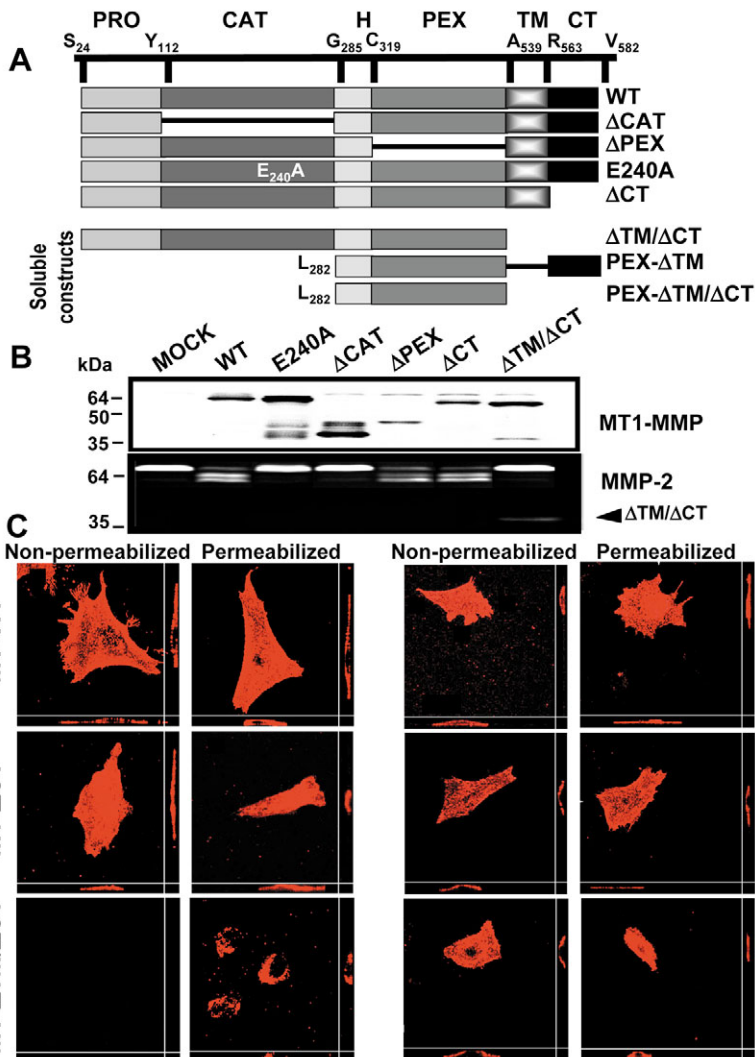 PRO CAT H PEX TM CT
S24 Y112 G285 C319 A539 R563 V582
A
WT
ΔCAT
ΔPEX
E240A E240A
ΔCT
Soluble constructs
ΔTM/ΔCT
L282 PEX-ΔTM
L282 PEX-ΔTM/ΔCT
B
kDa MOCK WT E240A ΔCAT ΔPEX ΔCT ΔTM/ΔCT
64
50
35
MT1-MMP
64
MMP-2
35
ΔTM/ΔCT
C
Non-permeabilized Permeabilized Non-permeabilized Permeabilized